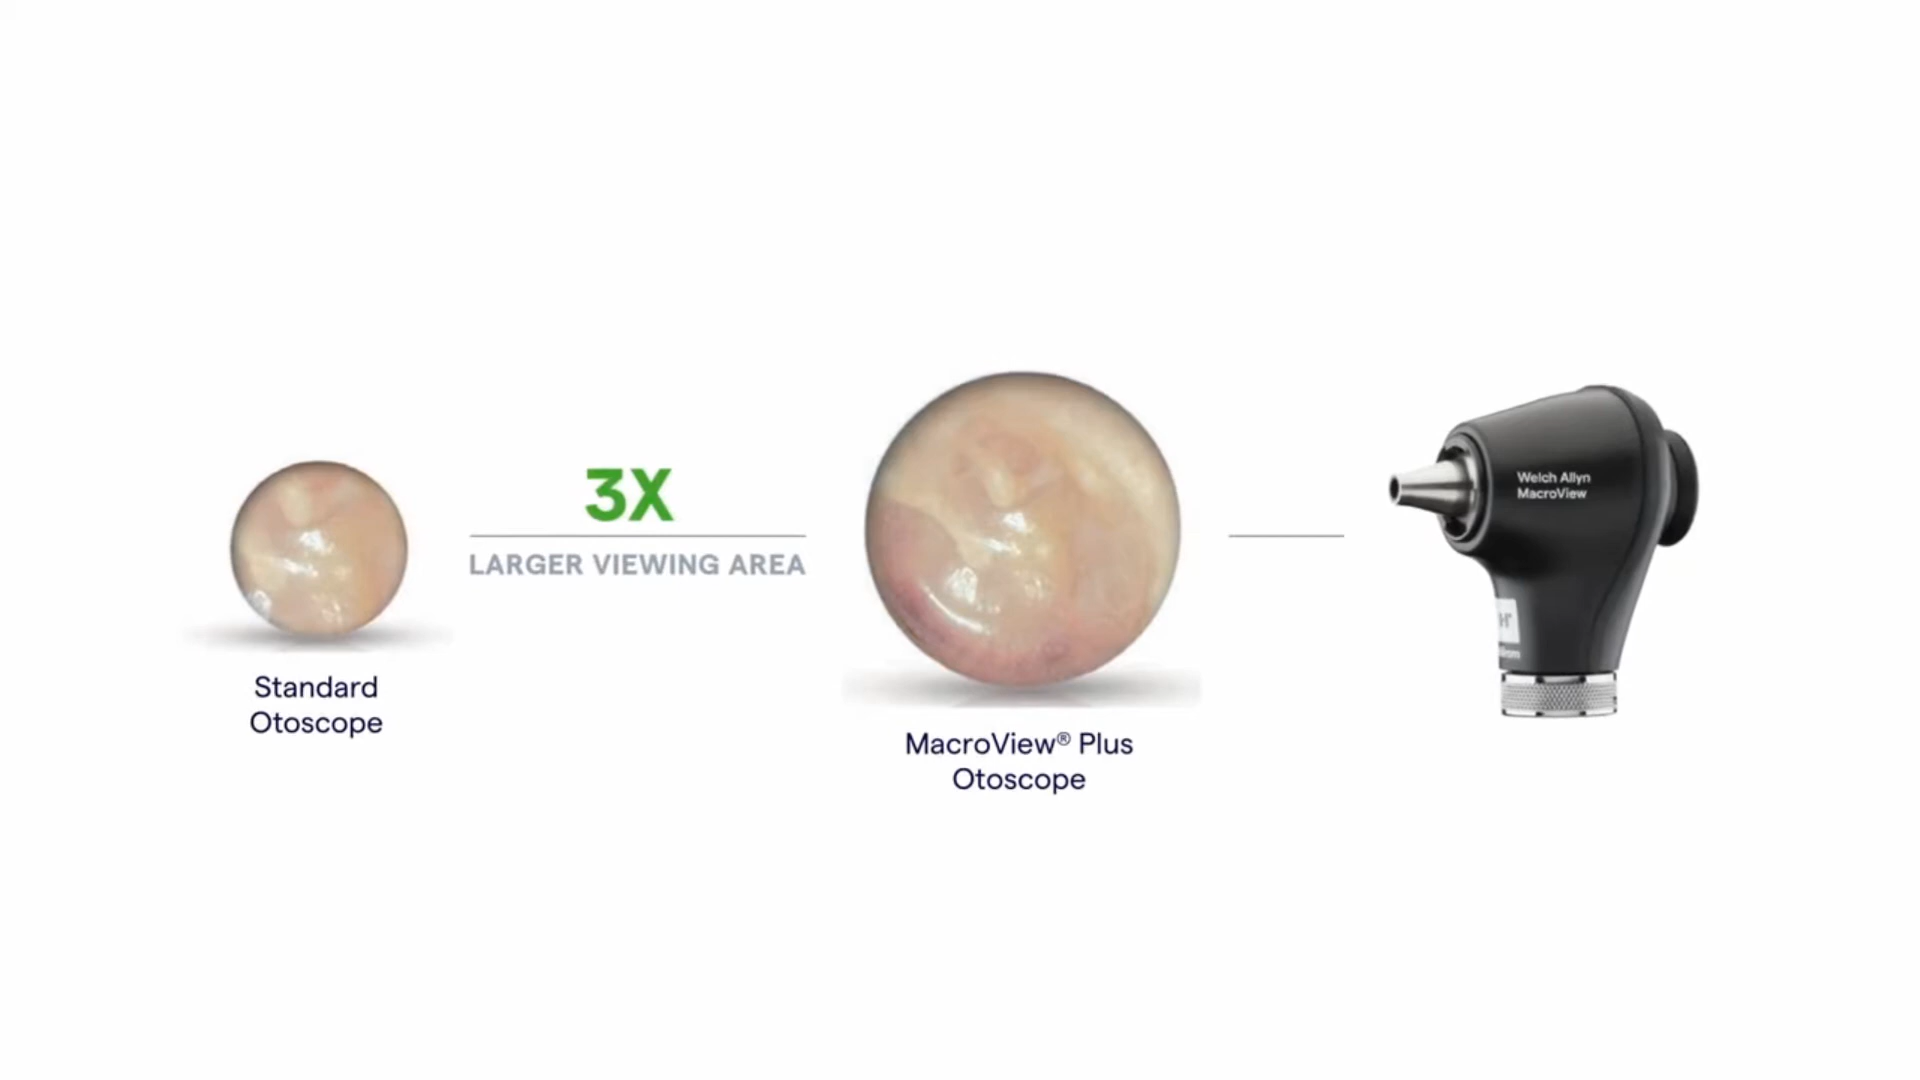 3X
LARGER VIEWING AREA
Standard
Otoscope
MacroView® Plus
Otoscope
Welch Allyn
MacroView